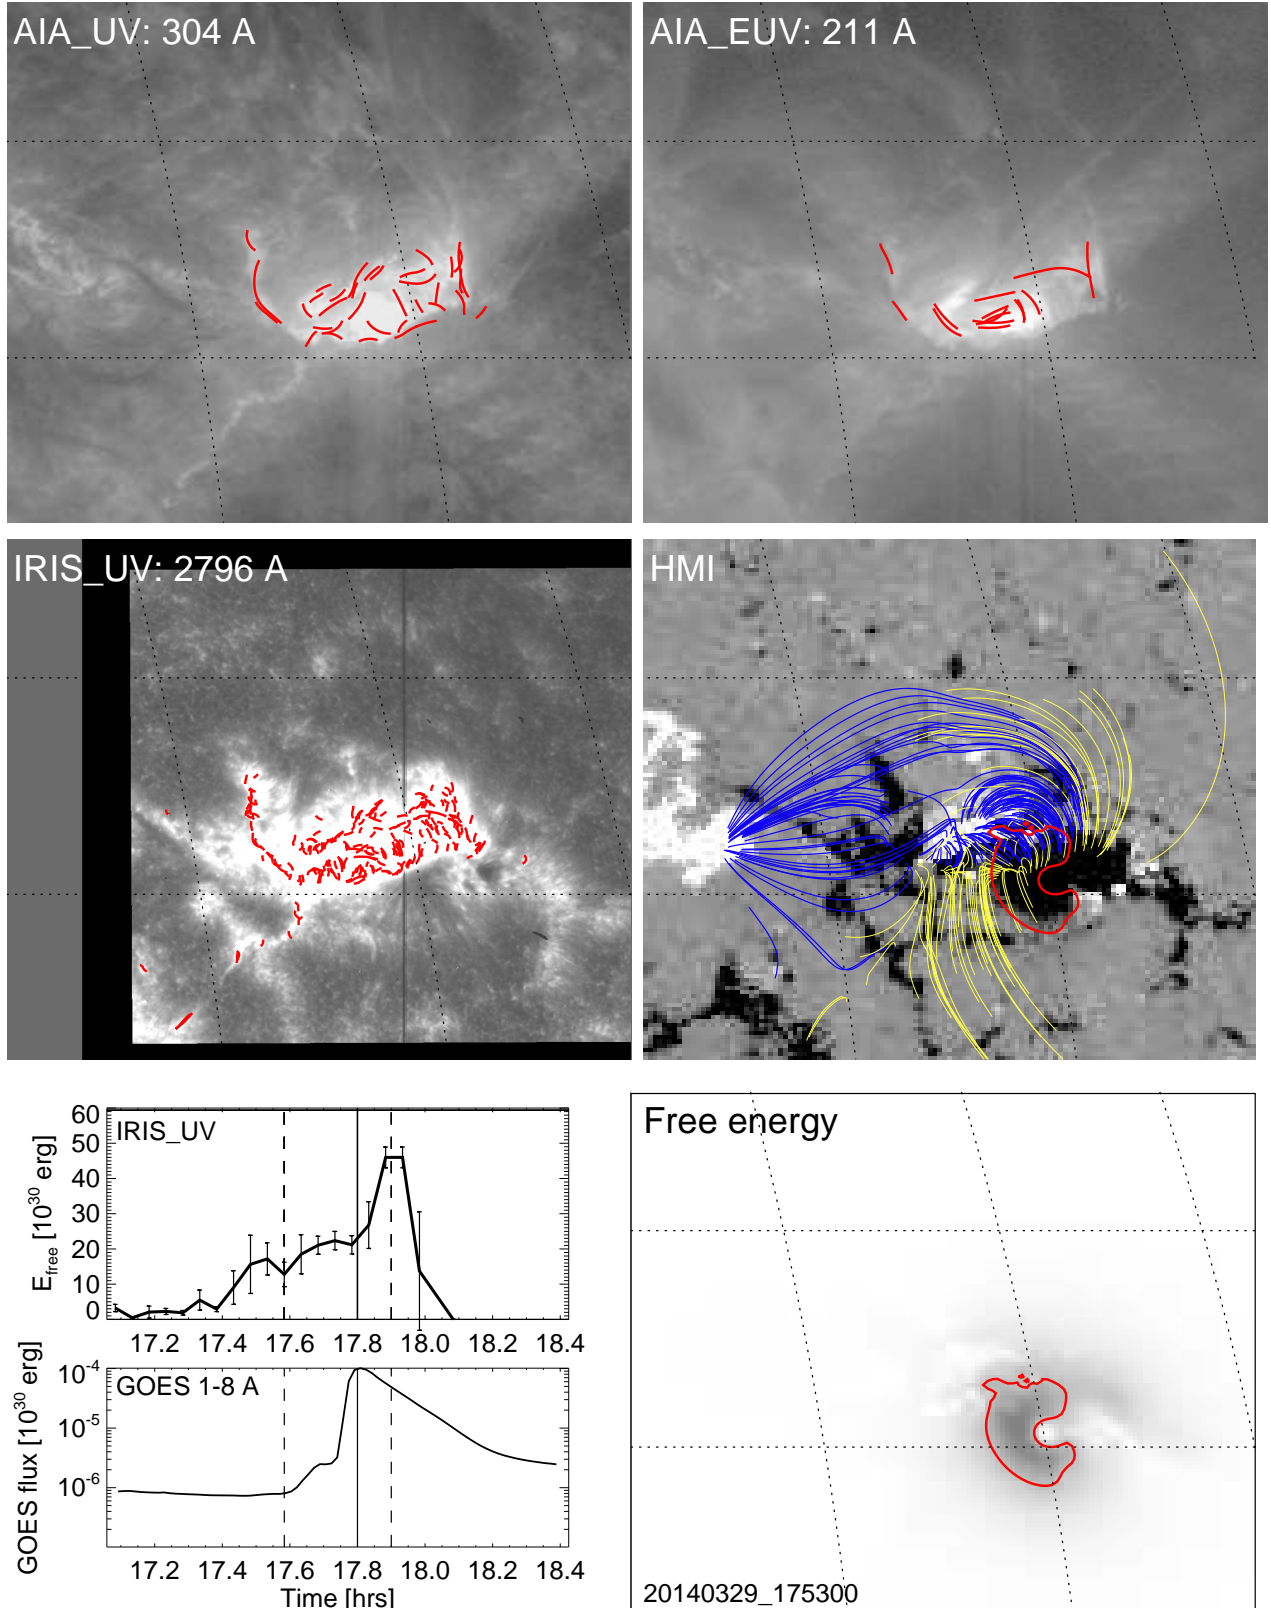 AIA_UV: 304 A
AIA_EUV: 211 A
IRIS_UV: 2796 A
HMI
IRIS_UV
E_free [10^30 erg]
60
50
40
30
20
10
0
17.2 17.4 17.6 17.8 18.0 18.2 18.4
GOES 1-8 A
GOES flux [10^30 erg]
10^-4
10^-5
10^-6
17.2 17.4 17.6 17.8 18.0 18.2 18.4
Time [hrs]
Free energy
20140329_175300